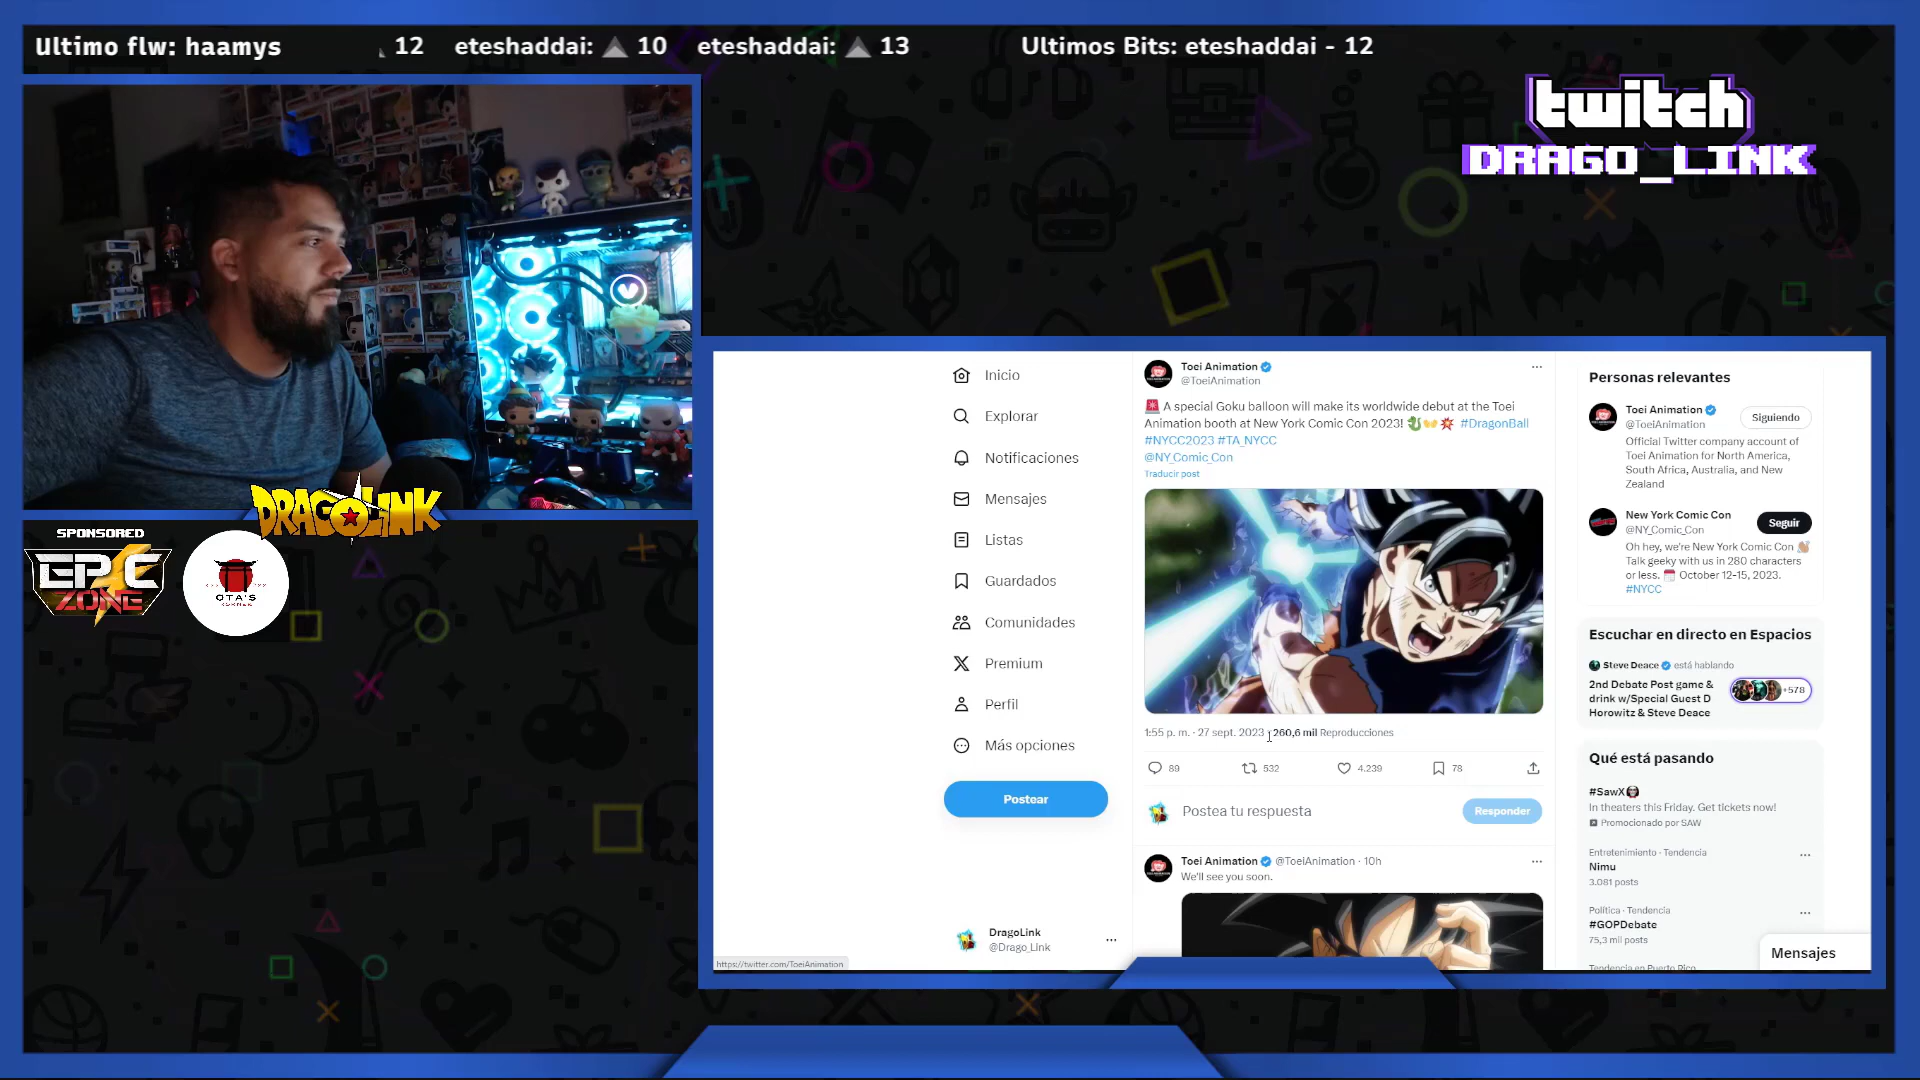 Ultimo flw: haamys
12 eteshaddai: 10 eteshaddai: 13
Ultimos Bits: eteshaddai - 12
twitch
DRAGO_LINK
DRAGOLINK
SPONSORED
EPIC
ZONE
OTA'S
Inicio
Explorar
Notificaciones
Mensajes
Listas
Guardados
Comunidades
Premium
Perfil
Más opciones
Postear
DragoLink
@Drago_Link
https://twitter.com/ToeiAnimation
Toei Animation
@ToeiAnimation
🚨 A special Goku balloon will make its worldwide debut at the Toei
Animation booth at New York Comic Con 2023! 🐉👐💥 #DragonBall
#NYCC2023 #TA_NYCC
@NY_Comic_Con
Traducir post
1:55 p. m. · 27 sept. 2023 · 260,6 mil Reproducciones
89 532 4.239 78
Postea tu respuesta
Responder
Toei Animation @ToeiAnimation · 10h
We'll see you soon.
Personas relevantes
Toei Animation
@ToeiAnimation
Siguiendo
Official Twitter company account of
Toei Animation for North America,
South Africa, Australia, and New
Zealand
New York Comic Con
@NY_Comic_Con
Seguir
Oh hey, we're New York Comic Con 👋
Talk geeky with us in 280 characters
or less. 📅 October 12-15, 2023.
#NYCC
Escuchar en directo en Espacios
Steve Deace está hablando
2nd Debate Post game &
drink w/Special Guest D
Horowitz & Steve Deace
+578
Qué está pasando
#SawX
In theaters this Friday. Get tickets now!
Promocionado por SAW
Entretenimiento · Tendencia
Nimu
3.081 posts
Política · Tendencia
#GOPDebate
75,3 mil posts
Tendencia en Puerto Rico
Mensajes